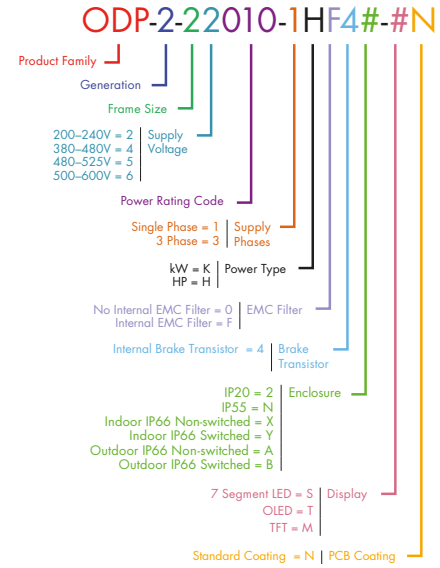 ODP-2-22010-1HF4#-#N
Product Family
Generation
Frame Size
200–240V = 2 | Supply
380–480V = 4 | Voltage
480–525V = 5
500–600V = 6
Power Rating Code
Single Phase = 1 | Supply
3 Phase = 3 | Phases
kW = K | Power Type
HP = H
No Internal EMC Filter = 0 | EMC Filter
Internal EMC Filter = F
Internal Brake Transistor = 4 | Brake
Transistor
IP20 = 2 | Enclosure
IP55 = N
Indoor IP66 Non-switched = X
Indoor IP66 Switched = Y
Outdoor IP66 Non-switched = A
Outdoor IP66 Switched = B
7 Segment LED = S | Display
OLED = T
TFT = M
Standard Coating = N | PCB Coating